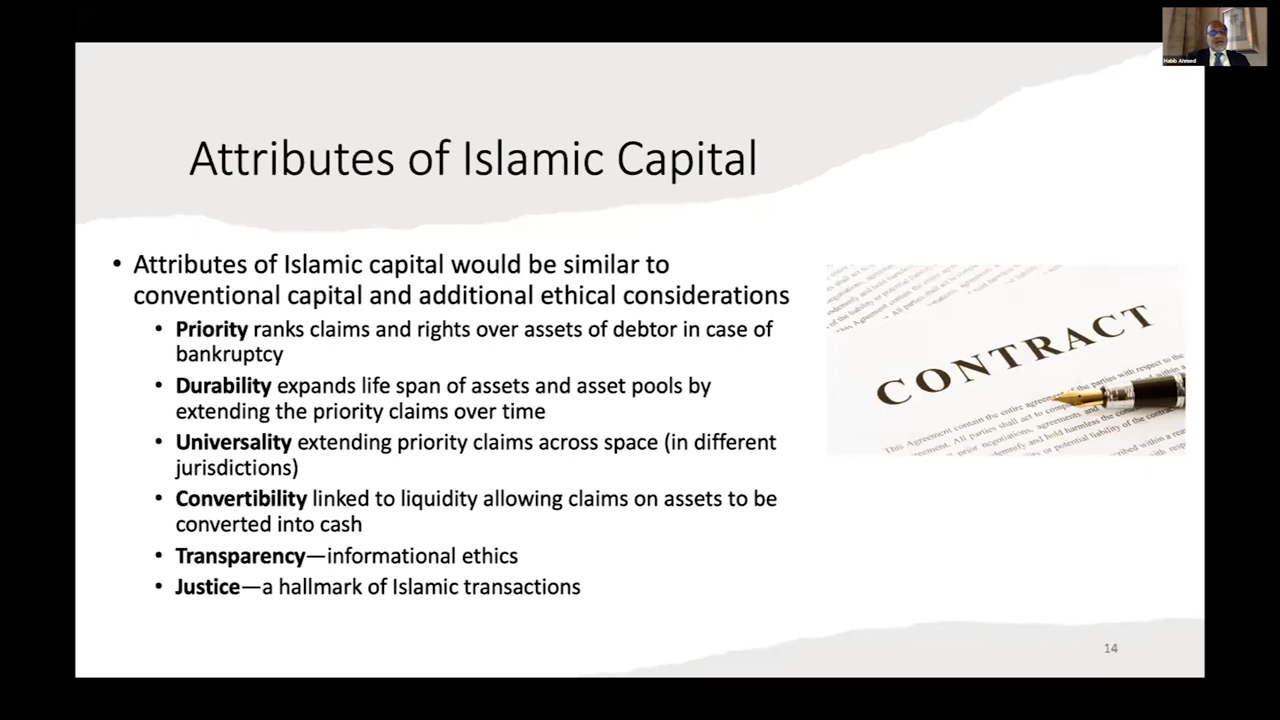 Habib Ahmed
Attributes of Islamic Capital
• Attributes of Islamic capital would be similar to
conventional capital and additional ethical considerations
• Priority ranks claims and rights over assets of debtor in case of
bankruptcy
• Durability expands life span of assets and asset pools by
extending the priority claims over time
• Universality extending priority claims across space (in different
jurisdictions)
• Convertibility linked to liquidity allowing claims on assets to be
converted into cash
• Transparency—informational ethics
• Justice—a hallmark of Islamic transactions
CONTRACT
14